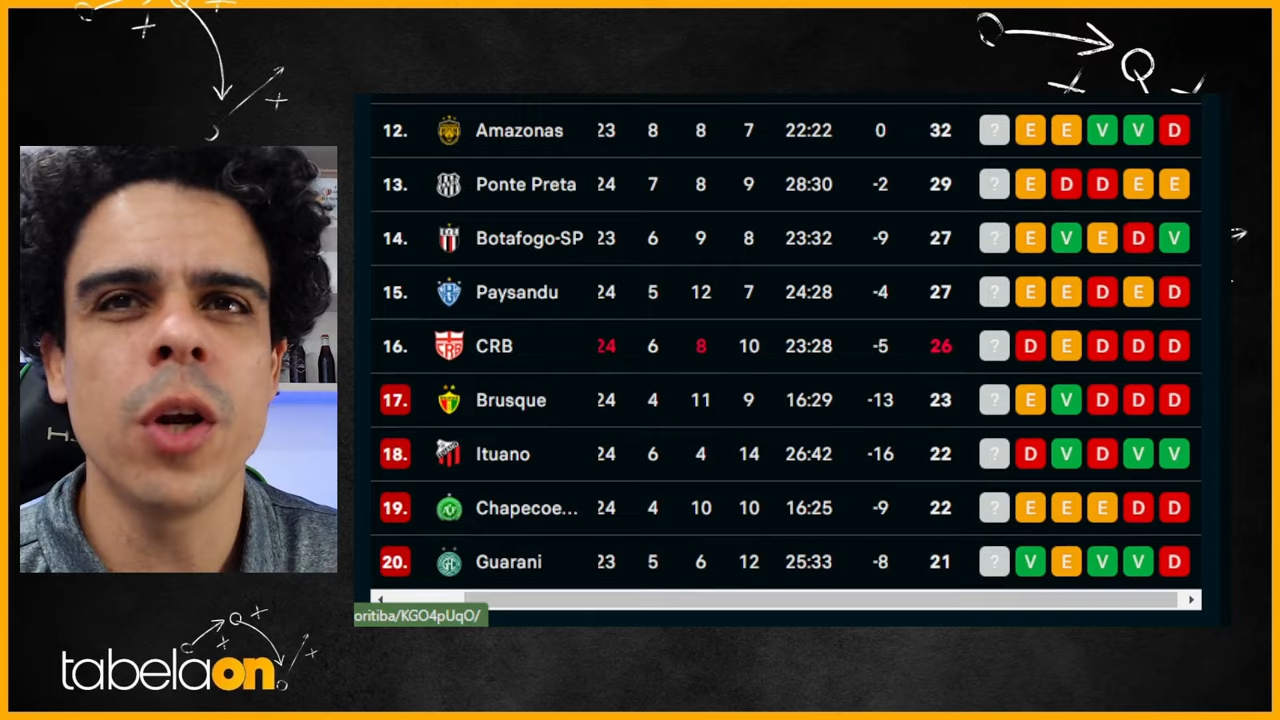 12. Amazonas 23 8 8 7 22:22 0 32 ? E E V V D
13. Ponte Preta 24 7 8 9 28:30 -2 29 ? E D D E E
14. Botafogo-SP 23 6 9 8 23:32 -9 27 ? E V E D V
15. Paysandu 24 5 12 7 24:28 -4 27 ? E E D E D
16. CRB 24 6 8 10 23:28 -5 26 ? D E D D D
17. Brusque 24 4 11 9 16:29 -13 23 ? E V D D D
18. Ituano 24 6 4 14 26:42 -16 22 ? D V D V V
19. Chapecoe... 24 4 10 10 16:25 -9 22 ? E E E D D
20. Guarani 23 5 6 12 25:33 -8 21 ? V E V V D
oritiba/KGO4pUqO/
tabelaon